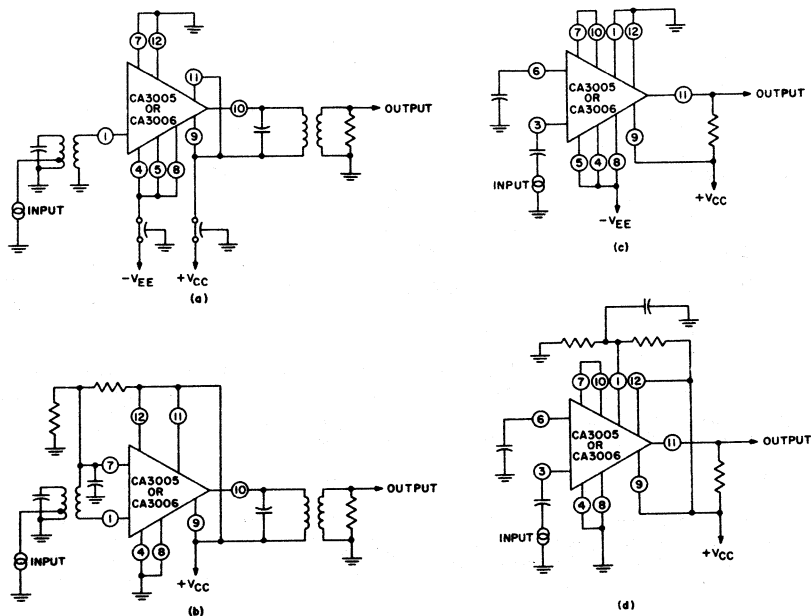 7 12
11
CA3005
OR
CA3006
1
10
OUTPUT
9
4 5 8
INPUT
-VEE
+VCC
(a)
7 10 1 12
6
CA3005
OR
CA3006
11
OUTPUT
3
9
5 4 8
INPUT
-VEE
+VCC
(c)
12
11
7
CA3005
OR
CA3006
10
OUTPUT
1
9
4 8
INPUT
+VCC
(b)
7 10 1 12
6
CA3005
OR
CA3006
11
OUTPUT
3
9
4 8
INPUT
+VCC
(d)